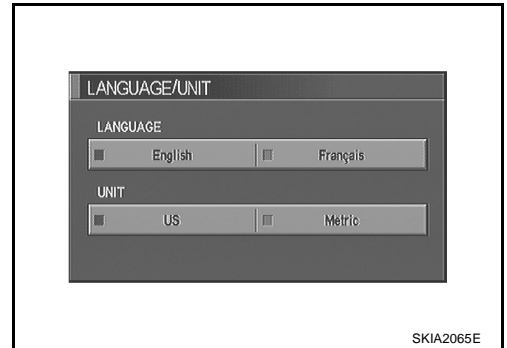 LANGUAGE/UNIT
LANGUAGE
English Français
UNIT
US Metric
SKIA2065E